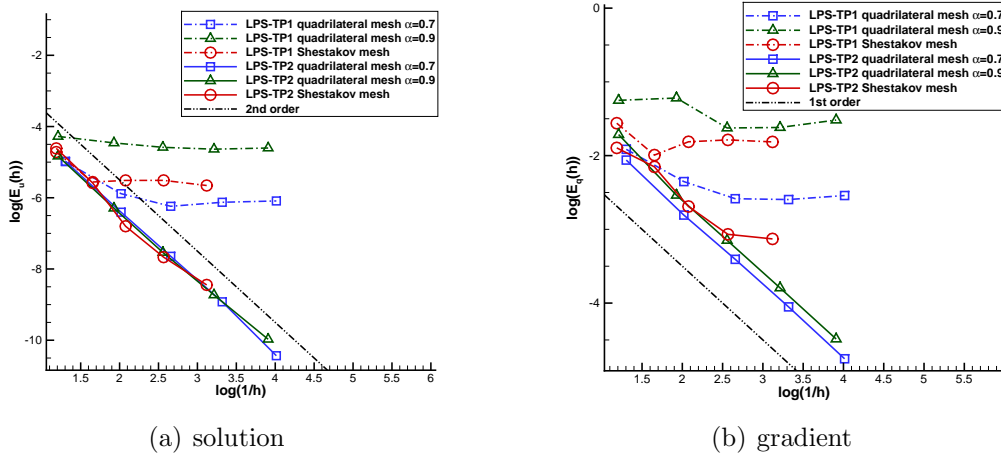 LPS-TP1 quadrilateral mesh α=0.7
LPS-TP1 quadrilateral mesh α=0.9
LPS-TP1 Shestakov mesh
LPS-TP2 quadrilateral mesh α=0.7
LPS-TP2 quadrilateral mesh α=0.9
LPS-TP2 Shestakov mesh
2nd order
log(E_u(h))
-2
-4
-6
-8
-10
1.5 2 2.5 3 3.5 4 4.5 5 5.5 6
log(1/h)
(a) solution
LPS-TP1 quadrilateral mesh α=0.7
LPS-TP1 quadrilateral mesh α=0.9
LPS-TP1 Shestakov mesh
LPS-TP2 quadrilateral mesh α=0.7
LPS-TP2 quadrilateral mesh α=0.9
LPS-TP2 Shestakov mesh
1st order
log(E_q(h))
0
-2
-4
1.5 2 2.5 3 3.5 4 4.5 5 5.5
log(1/h)
(b) gradient